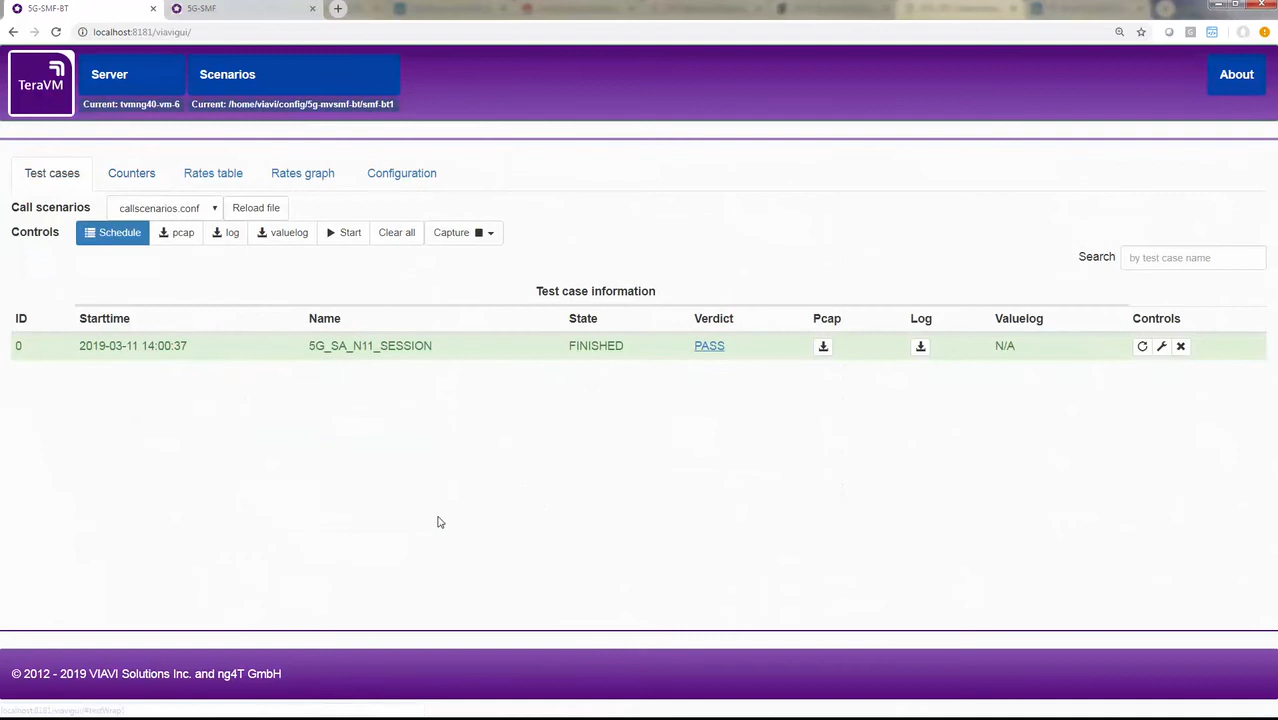 5G-SMF-BT × 5G-SMF × +
localhost:8181/viavigui/
TeraVM
Server
Current: tvmng40-vm-6
Scenarios
Current: /home/viavi/config/5g-mvsmf-bt/smf-bt1
About
Test cases Counters Rates table Rates graph Configuration
Call scenarios callscenarios.conf Reload file
Controls Schedule pcap log valuelog Start Clear all Capture
Search by test case name
Test case information
ID Starttime Name State Verdict Pcap Log Valuelog Controls
0 2019-03-11 14:00:37 5G_SA_N11_SESSION FINISHED PASS N/A
© 2012 - 2019 VIAVI Solutions Inc. and ng4T GmbH